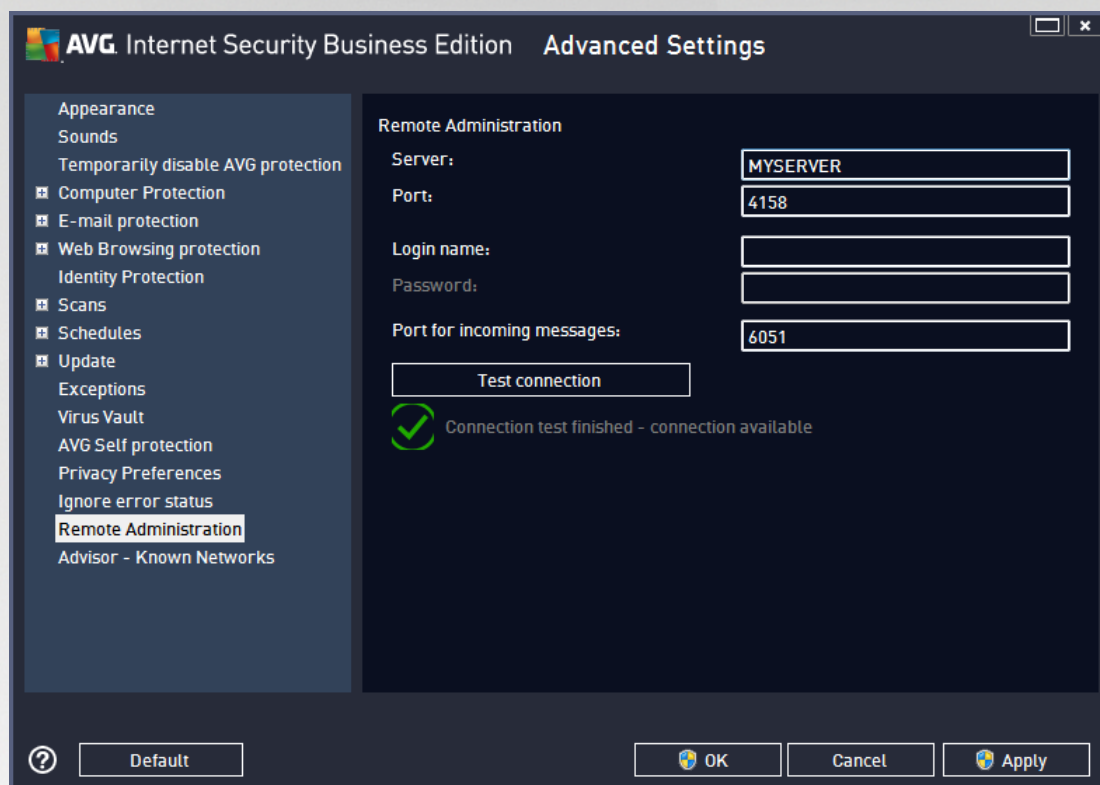 AVG. Internet Security Business Edition Advanced Settings
Appearance
Sounds
Temporarily disable AVG protection
Computer Protection
E-mail protection
Web Browsing protection
Identity Protection
Scans
Schedules
Update
Exceptions
Virus Vault
AVG Self protection
Privacy Preferences
Ignore error status
Remote Administration
Advisor - Known Networks
Remote Administration
Server: MYSERVER
Port: 4158
Login name:
Password:
Port for incoming messages: 6051
Test connection
Connection test finished - connection available
? Default OK Cancel Apply